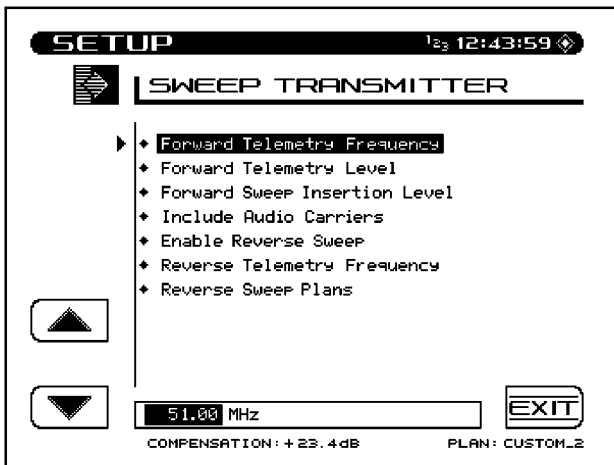 SETUP 123 12:43:59
SWEEP TRANSMITTER
Forward Telemetry Frequency
Forward Telemetry Level
Forward Sweep Insertion Level
Include Audio Carriers
Enable Reverse Sweep
Reverse Telemetry Frequency
Reverse Sweep Plans
51.00 MHz
EXIT
COMPENSATION:+23.4dB PLAN: CUSTOM_2